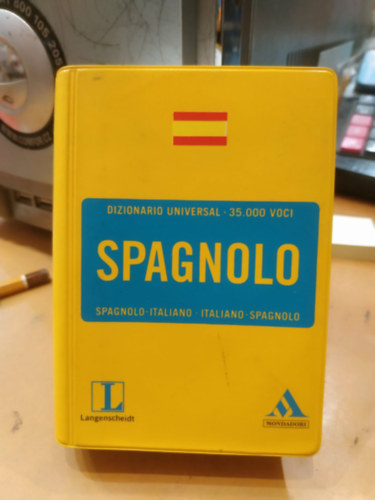 DIZIONARIO UNIVERSAL · 35.000 VOCI
SPAGNOLO
SPAGNOLO·ITALIANO · ITALIANO·SPAGNOLO
L
Langenscheidt
MONDADORI